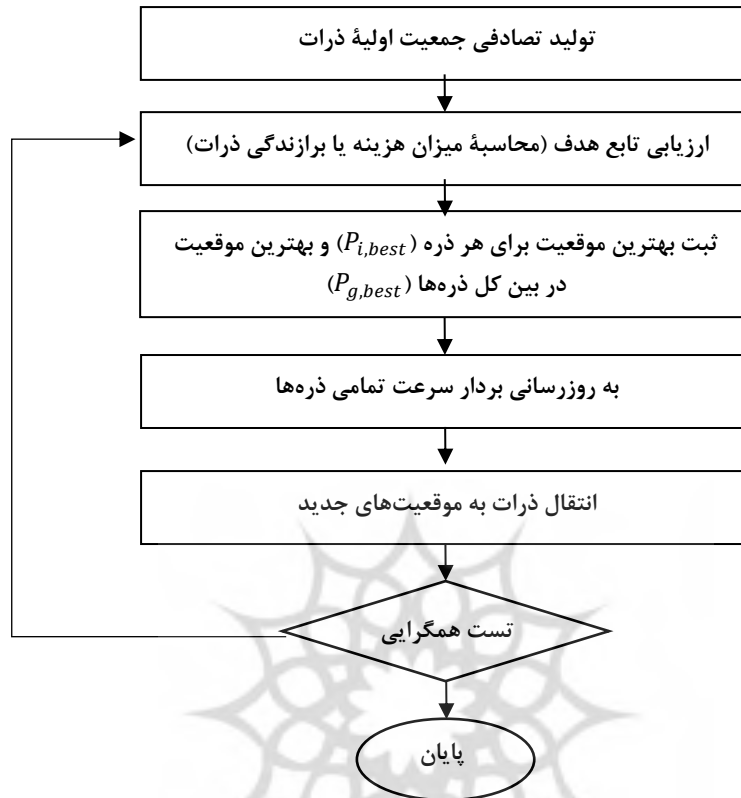 تولید تصادفی جمعیت اولیهٔ ذرات
ارزیابی تابع هدف (محاسبهٔ میزان هزینه یا برازندگی ذرات)
ثبت بهترین موقعیت برای هر ذره (P_{i,best}) و بهترین موقعیت
در بین کل ذره‌ها (P_{g,best})
به روزرسانی بردار سرعت تمامی ذره‌ها
انتقال ذرات به موقعیت‌های جدید
تست همگرایی
پایان